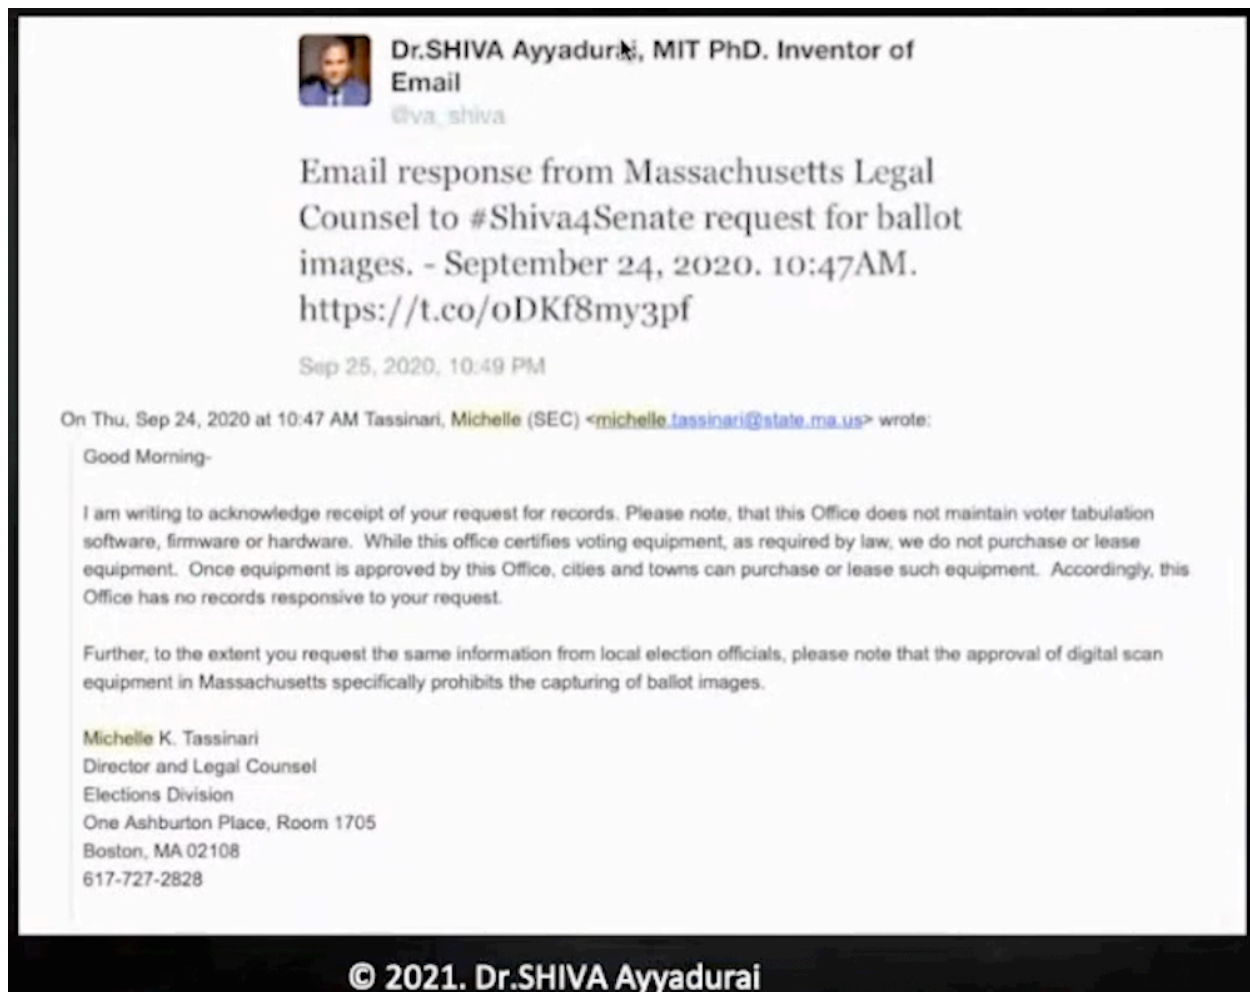 Dr.SHIVA Ayyadurai, MIT PhD. Inventor of
Email
@va_shiva
Email response from Massachusetts Legal
Counsel to #Shiva4Senate request for ballot
images. - September 24, 2020. 10:47AM.
https://t.co/0DKf8my3pf
Sep 25, 2020, 10:49 PM
On Thu, Sep 24, 2020 at 10:47 AM Tassinari, Michelle (SEC) <michelle.tassinari@state.ma.us> wrote:
Good Morning-
I am writing to acknowledge receipt of your request for records. Please note, that this Office does not maintain voter tabulation
software, firmware or hardware. While this office certifies voting equipment, as required by law, we do not purchase or lease
equipment. Once equipment is approved by this Office, cities and towns can purchase or lease such equipment. Accordingly, this
Office has no records responsive to your request.
Further, to the extent you request the same information from local election officials, please note that the approval of digital scan
equipment in Massachusetts specifically prohibits the capturing of ballot images.
Michelle K. Tassinari
Director and Legal Counsel
Elections Division
One Ashburton Place, Room 1705
Boston, MA 02108
617-727-2828
© 2021. Dr.SHIVA Ayyadurai